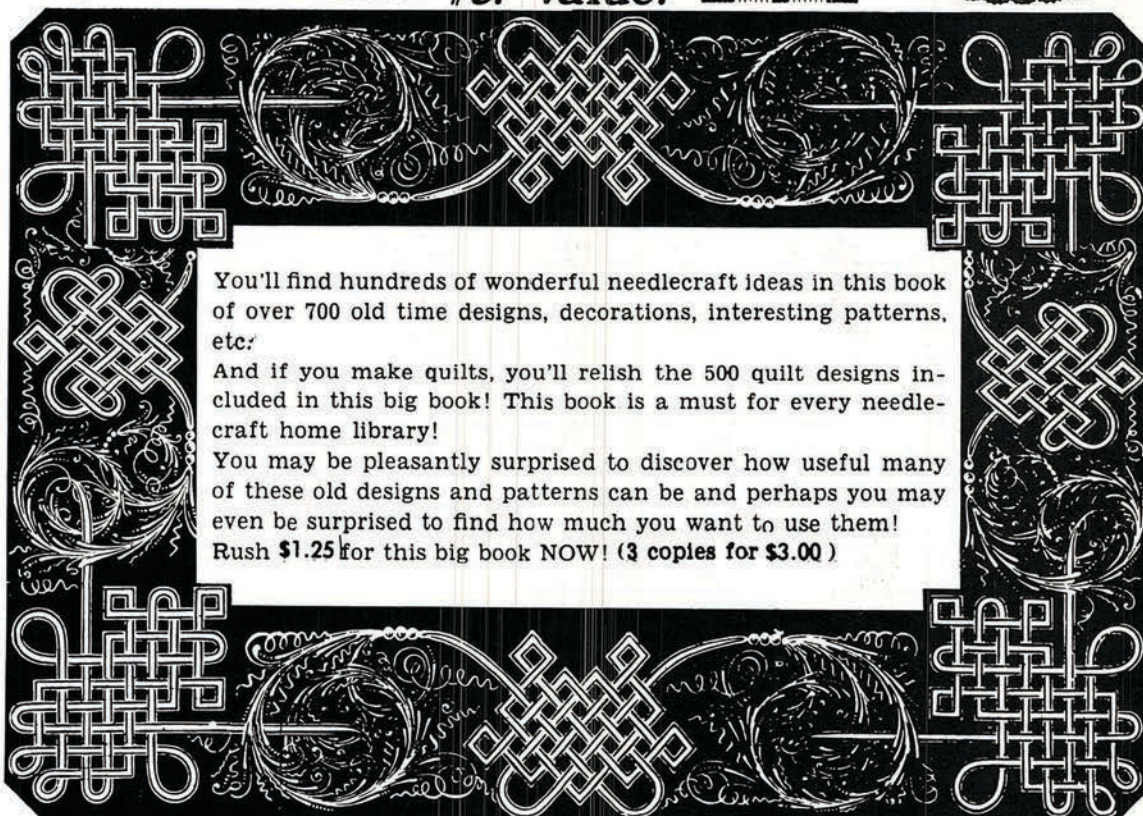 value!
You'll find hundreds of wonderful needlecraft ideas in this book
of over 700 old time designs, decorations, interesting patterns,
etc.
And if you make quilts, you'll relish the 500 quilt designs in-
cluded in this big book! This book is a must for every needle-
craft home library!
You may be pleasantly surprised to discover how useful many
of these old designs and patterns can be and perhaps you may
even be surprised to find how much you want to use them!
Rush $1.25 for this big book NOW! (3 copies for $3.00)